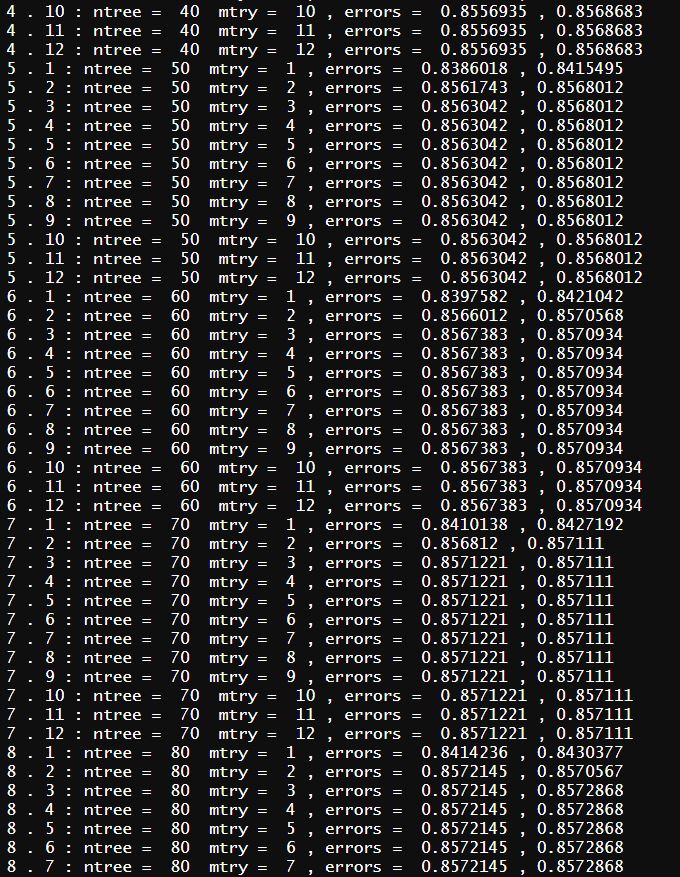 4 . 10 : ntree =  40  mtry =  10 , errors =  0.8556935 , 0.8568683
4 . 11 : ntree =  40  mtry =  11 , errors =  0.8556935 , 0.8568683
4 . 12 : ntree =  40  mtry =  12 , errors =  0.8556935 , 0.8568683
5 . 1 : ntree =  50  mtry =  1 , errors =  0.8386018 , 0.8415495
5 . 2 : ntree =  50  mtry =  2 , errors =  0.8561743 , 0.8568012
5 . 3 : ntree =  50  mtry =  3 , errors =  0.8563042 , 0.8568012
5 . 4 : ntree =  50  mtry =  4 , errors =  0.8563042 , 0.8568012
5 . 5 : ntree =  50  mtry =  5 , errors =  0.8563042 , 0.8568012
5 . 6 : ntree =  50  mtry =  6 , errors =  0.8563042 , 0.8568012
5 . 7 : ntree =  50  mtry =  7 , errors =  0.8563042 , 0.8568012
5 . 8 : ntree =  50  mtry =  8 , errors =  0.8563042 , 0.8568012
5 . 9 : ntree =  50  mtry =  9 , errors =  0.8563042 , 0.8568012
5 . 10 : ntree =  50  mtry =  10 , errors =  0.8563042 , 0.8568012
5 . 11 : ntree =  50  mtry =  11 , errors =  0.8563042 , 0.8568012
5 . 12 : ntree =  50  mtry =  12 , errors =  0.8563042 , 0.8568012
6 . 1 : ntree =  60  mtry =  1 , errors =  0.8397582 , 0.8421042
6 . 2 : ntree =  60  mtry =  2 , errors =  0.8566012 , 0.8570568
6 . 3 : ntree =  60  mtry =  3 , errors =  0.8567383 , 0.8570934
6 . 4 : ntree =  60  mtry =  4 , errors =  0.8567383 , 0.8570934
6 . 5 : ntree =  60  mtry =  5 , errors =  0.8567383 , 0.8570934
6 . 6 : ntree =  60  mtry =  6 , errors =  0.8567383 , 0.8570934
6 . 7 : ntree =  60  mtry =  7 , errors =  0.8567383 , 0.8570934
6 . 8 : ntree =  60  mtry =  8 , errors =  0.8567383 , 0.8570934
6 . 9 : ntree =  60  mtry =  9 , errors =  0.8567383 , 0.8570934
6 . 10 : ntree =  60  mtry =  10 , errors =  0.8567383 , 0.8570934
6 . 11 : ntree =  60  mtry =  11 , errors =  0.8567383 , 0.8570934
6 . 12 : ntree =  60  mtry =  12 , errors =  0.8567383 , 0.8570934
7 . 1 : ntree =  70  mtry =  1 , errors =  0.8410138 , 0.8427192
7 . 2 : ntree =  70  mtry =  2 , errors =  0.856812 , 0.857111
7 . 3 : ntree =  70  mtry =  3 , errors =  0.8571221 , 0.857111
7 . 4 : ntree =  70  mtry =  4 , errors =  0.8571221 , 0.857111
7 . 5 : ntree =  70  mtry =  5 , errors =  0.8571221 , 0.857111
7 . 6 : ntree =  70  mtry =  6 , errors =  0.8571221 , 0.857111
7 . 7 : ntree =  70  mtry =  7 , errors =  0.8571221 , 0.857111
7 . 8 : ntree =  70  mtry =  8 , errors =  0.8571221 , 0.857111
7 . 9 : ntree =  70  mtry =  9 , errors =  0.8571221 , 0.857111
7 . 10 : ntree =  70  mtry =  10 , errors =  0.8571221 , 0.857111
7 . 11 : ntree =  70  mtry =  11 , errors =  0.8571221 , 0.857111
7 . 12 : ntree =  70  mtry =  12 , errors =  0.8571221 , 0.857111
8 . 1 : ntree =  80  mtry =  1 , errors =  0.8414236 , 0.8430377
8 . 2 : ntree =  80  mtry =  2 , errors =  0.8572145 , 0.8570567
8 . 3 : ntree =  80  mtry =  3 , errors =  0.8572145 , 0.8572868
8 . 4 : ntree =  80  mtry =  4 , errors =  0.8572145 , 0.8572868
8 . 5 : ntree =  80  mtry =  5 , errors =  0.8572145 , 0.8572868
8 . 6 : ntree =  80  mtry =  6 , errors =  0.8572145 , 0.8572868
8 . 7 : ntree =  80  mtry =  7 , errors =  0.8572145 , 0.8572868